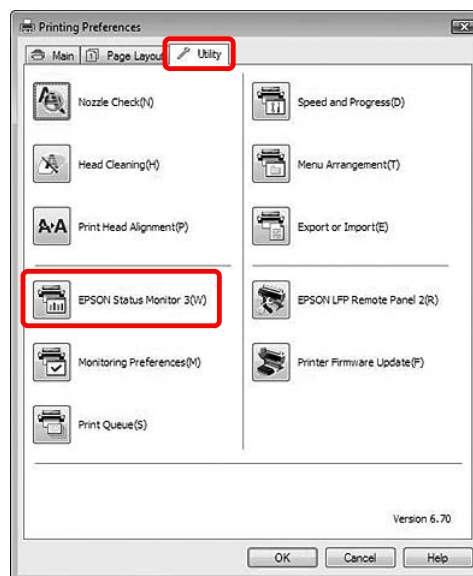 Printing Preferences
Main
Page Layout
Utility
Nozzle Check(N)
Speed and Progress(D)
Head Cleaning(H)
Menu Arrangement(T)
Print Head Alignment(P)
Export or Import(E)
EPSON Status Monitor 3(W)
EPSON LFP Remote Panel 2(R)
Monitoring Preferences(M)
Printer Firmware Update(F)
Print Queue(S)
Version 6.70
OK
Cancel
Help